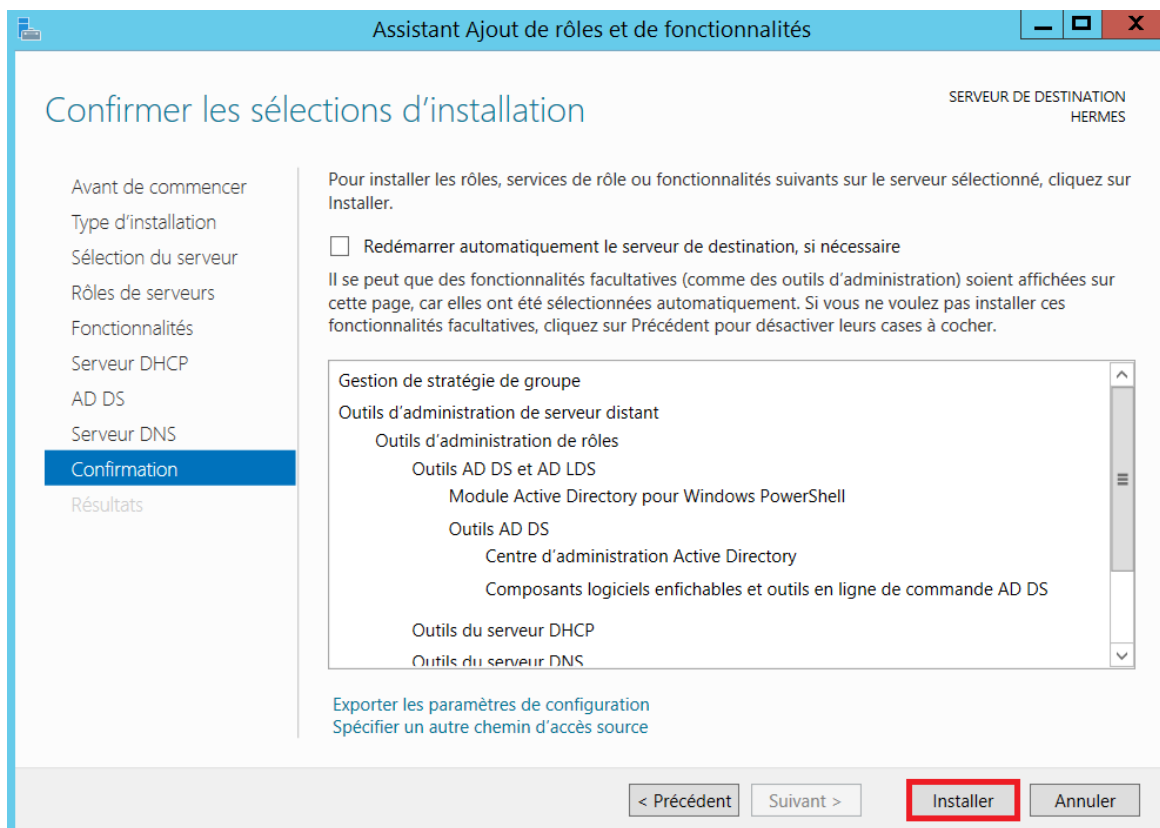 Assistant Ajout de rôles et de fonctionnalités
Confirmer les sélections d'installation
SERVEUR DE DESTINATION
HERMES
Avant de commencer
Type d'installation
Sélection du serveur
Rôles de serveurs
Fonctionnalités
Serveur DHCP
AD DS
Serveur DNS
Confirmation
Résultats
Pour installer les rôles, services de rôle ou fonctionnalités suivants sur le serveur sélectionné, cliquez sur
Installer.
Redémarrer automatiquement le serveur de destination, si nécessaire
Il se peut que des fonctionnalités facultatives (comme des outils d'administration) soient affichées sur
cette page, car elles ont été sélectionnées automatiquement. Si vous ne voulez pas installer ces
fonctionnalités facultatives, cliquez sur Précédent pour désactiver leurs cases à cocher.
Gestion de stratégie de groupe
Outils d'administration de serveur distant
Outils d'administration de rôles
Outils AD DS et AD LDS
Module Active Directory pour Windows PowerShell
Outils AD DS
Centre d'administration Active Directory
Composants logiciels enfichables et outils en ligne de commande AD DS
Outils du serveur DHCP
Outils du serveur DNS
Exporter les paramètres de configuration
Spécifier un autre chemin d'accès source
< Précédent
Suivant >
Installer
Annuler